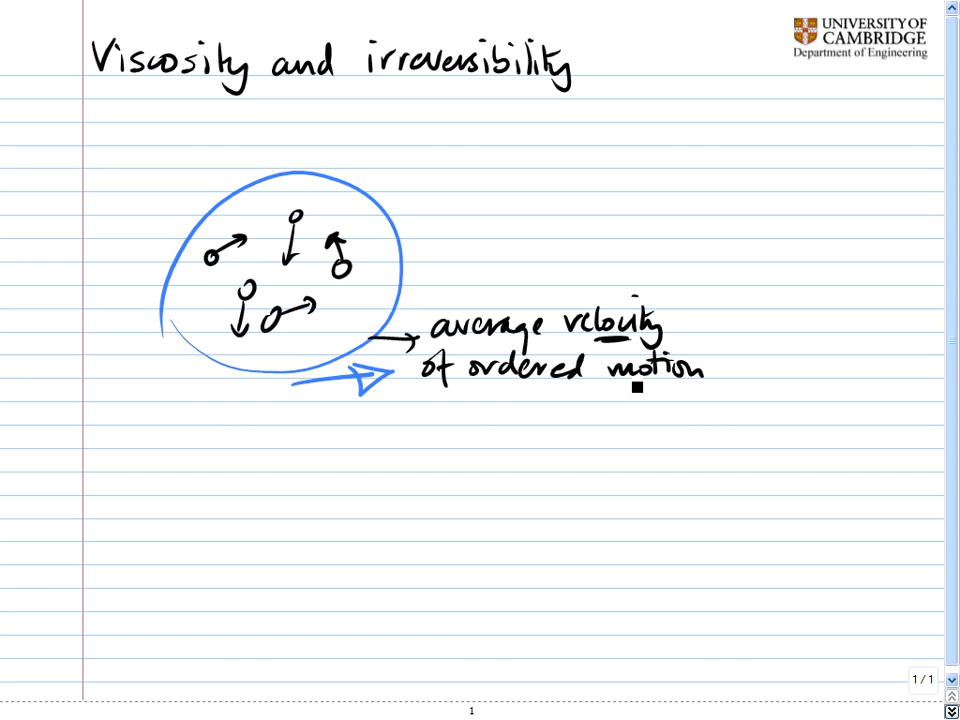 Viscosity and irreversibility
UNIVERSITY OF
CAMBRIDGE
Department of Engineering
average velocity
of ordered motion
1 / 1
1